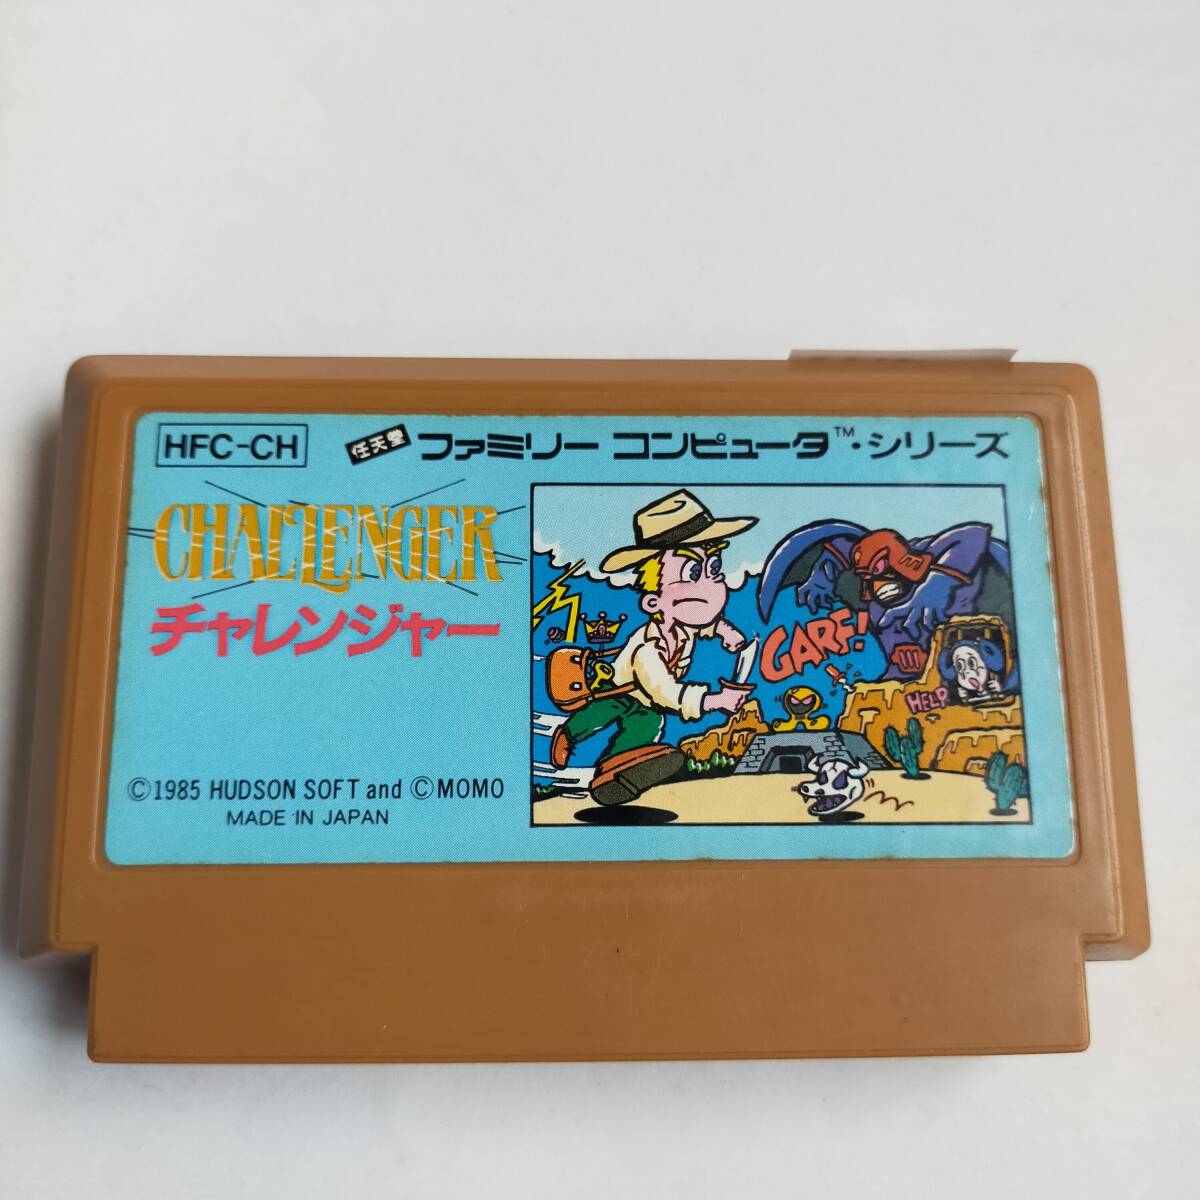 HFC-CH
任天堂 ファミリー コンピュータ™・シリーズ
CHALLENGER
チャレンジャー
GARF!
HELP
©1985 HUDSON SOFT and ©MOMO
MADE IN JAPAN